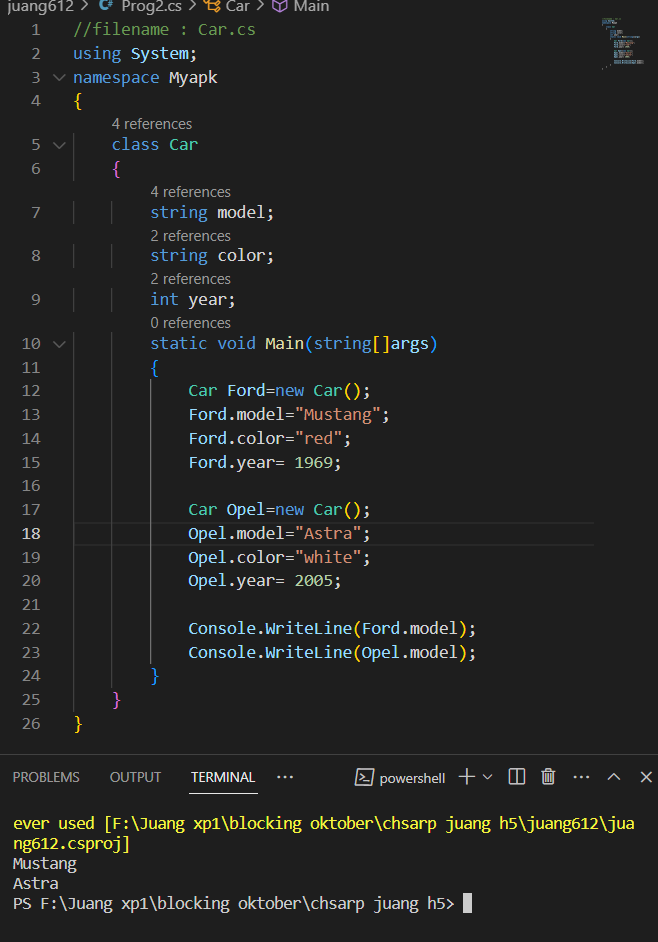 juang612 > C# Prog2.cs > Car > Main
1 //filename : Car.cs
2 using System;
3 namespace Myapk
4 {
4 references
5 class Car
6 {
4 references
7 string model;
2 references
8 string color;
2 references
9 int year;
0 references
10 static void Main(string[]args)
11 {
12 Car Ford=new Car();
13 Ford.model="Mustang";
14 Ford.color="red";
15 Ford.year= 1969;
16
17 Car Opel=new Car();
18 Opel.model="Astra";
19 Opel.color="white";
20 Opel.year= 2005;
21
22 Console.WriteLine(Ford.model);
23 Console.WriteLine(Opel.model);
24 }
25 }
26 }
PROBLEMS OUTPUT TERMINAL ··· powershell
ever used [F:\Juang xp1\blocking oktober\chsarp juang h5\juang612\jua
ng612.csproj]
Mustang
Astra
PS F:\Juang xp1\blocking oktober\chsarp juang h5>